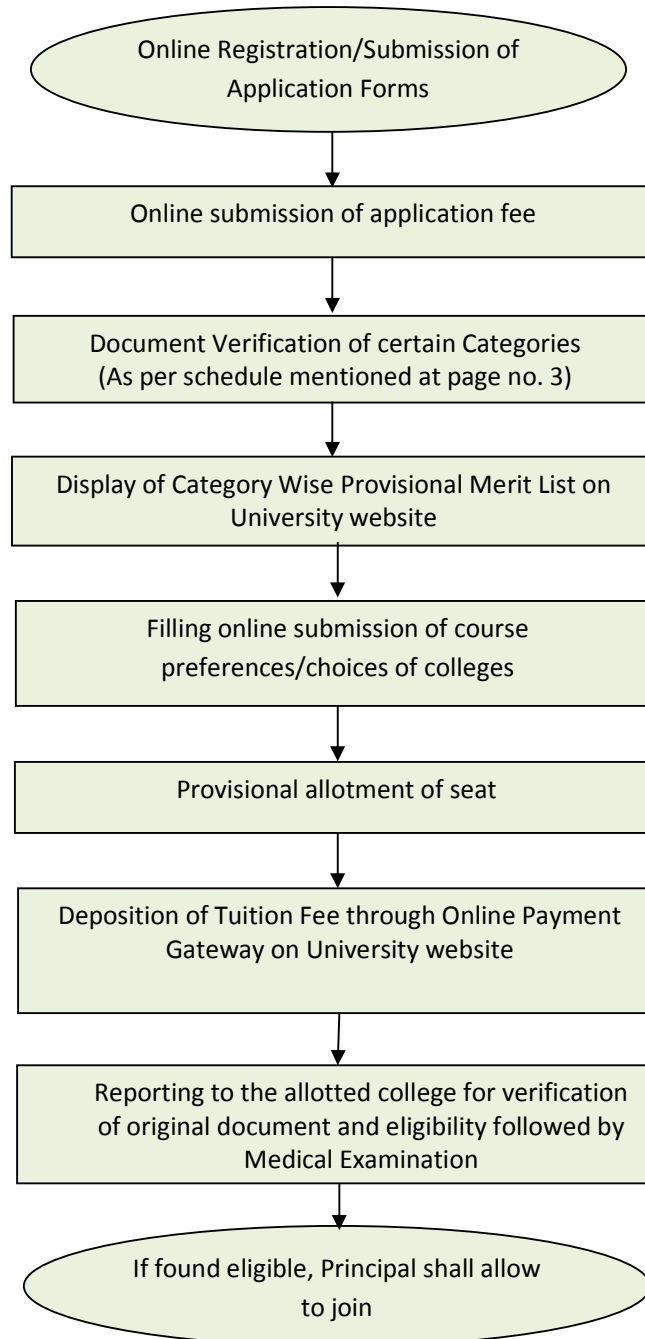 Online Registration/Submission of
Application Forms
Online submission of application fee
Document Verification of certain Categories
(As per schedule mentioned at page no. 3)
Display of Category Wise Provisional Merit List on
University website
Filling online submission of course
preferences/choices of colleges
Provisional allotment of seat
Deposition of Tuition Fee through Online Payment
Gateway on University website
Reporting to the allotted college for verification
of original document and eligibility followed by
Medical Examination
If found eligible, Principal shall allow
to join